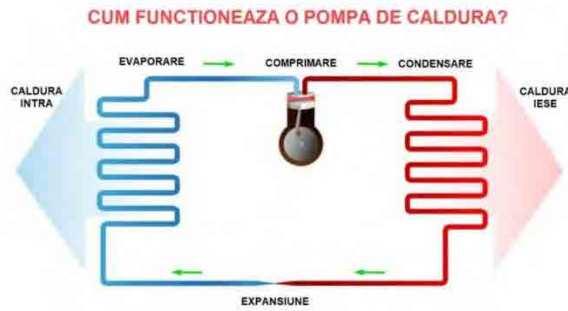 CUM FUNCTIONEAZA O POMPA DE CALDURA?
EVAPORARE
COMPRIMARE
CONDENSARE
CALDURA
INTRA
CALDURA
IESE
EXPANSIUNE